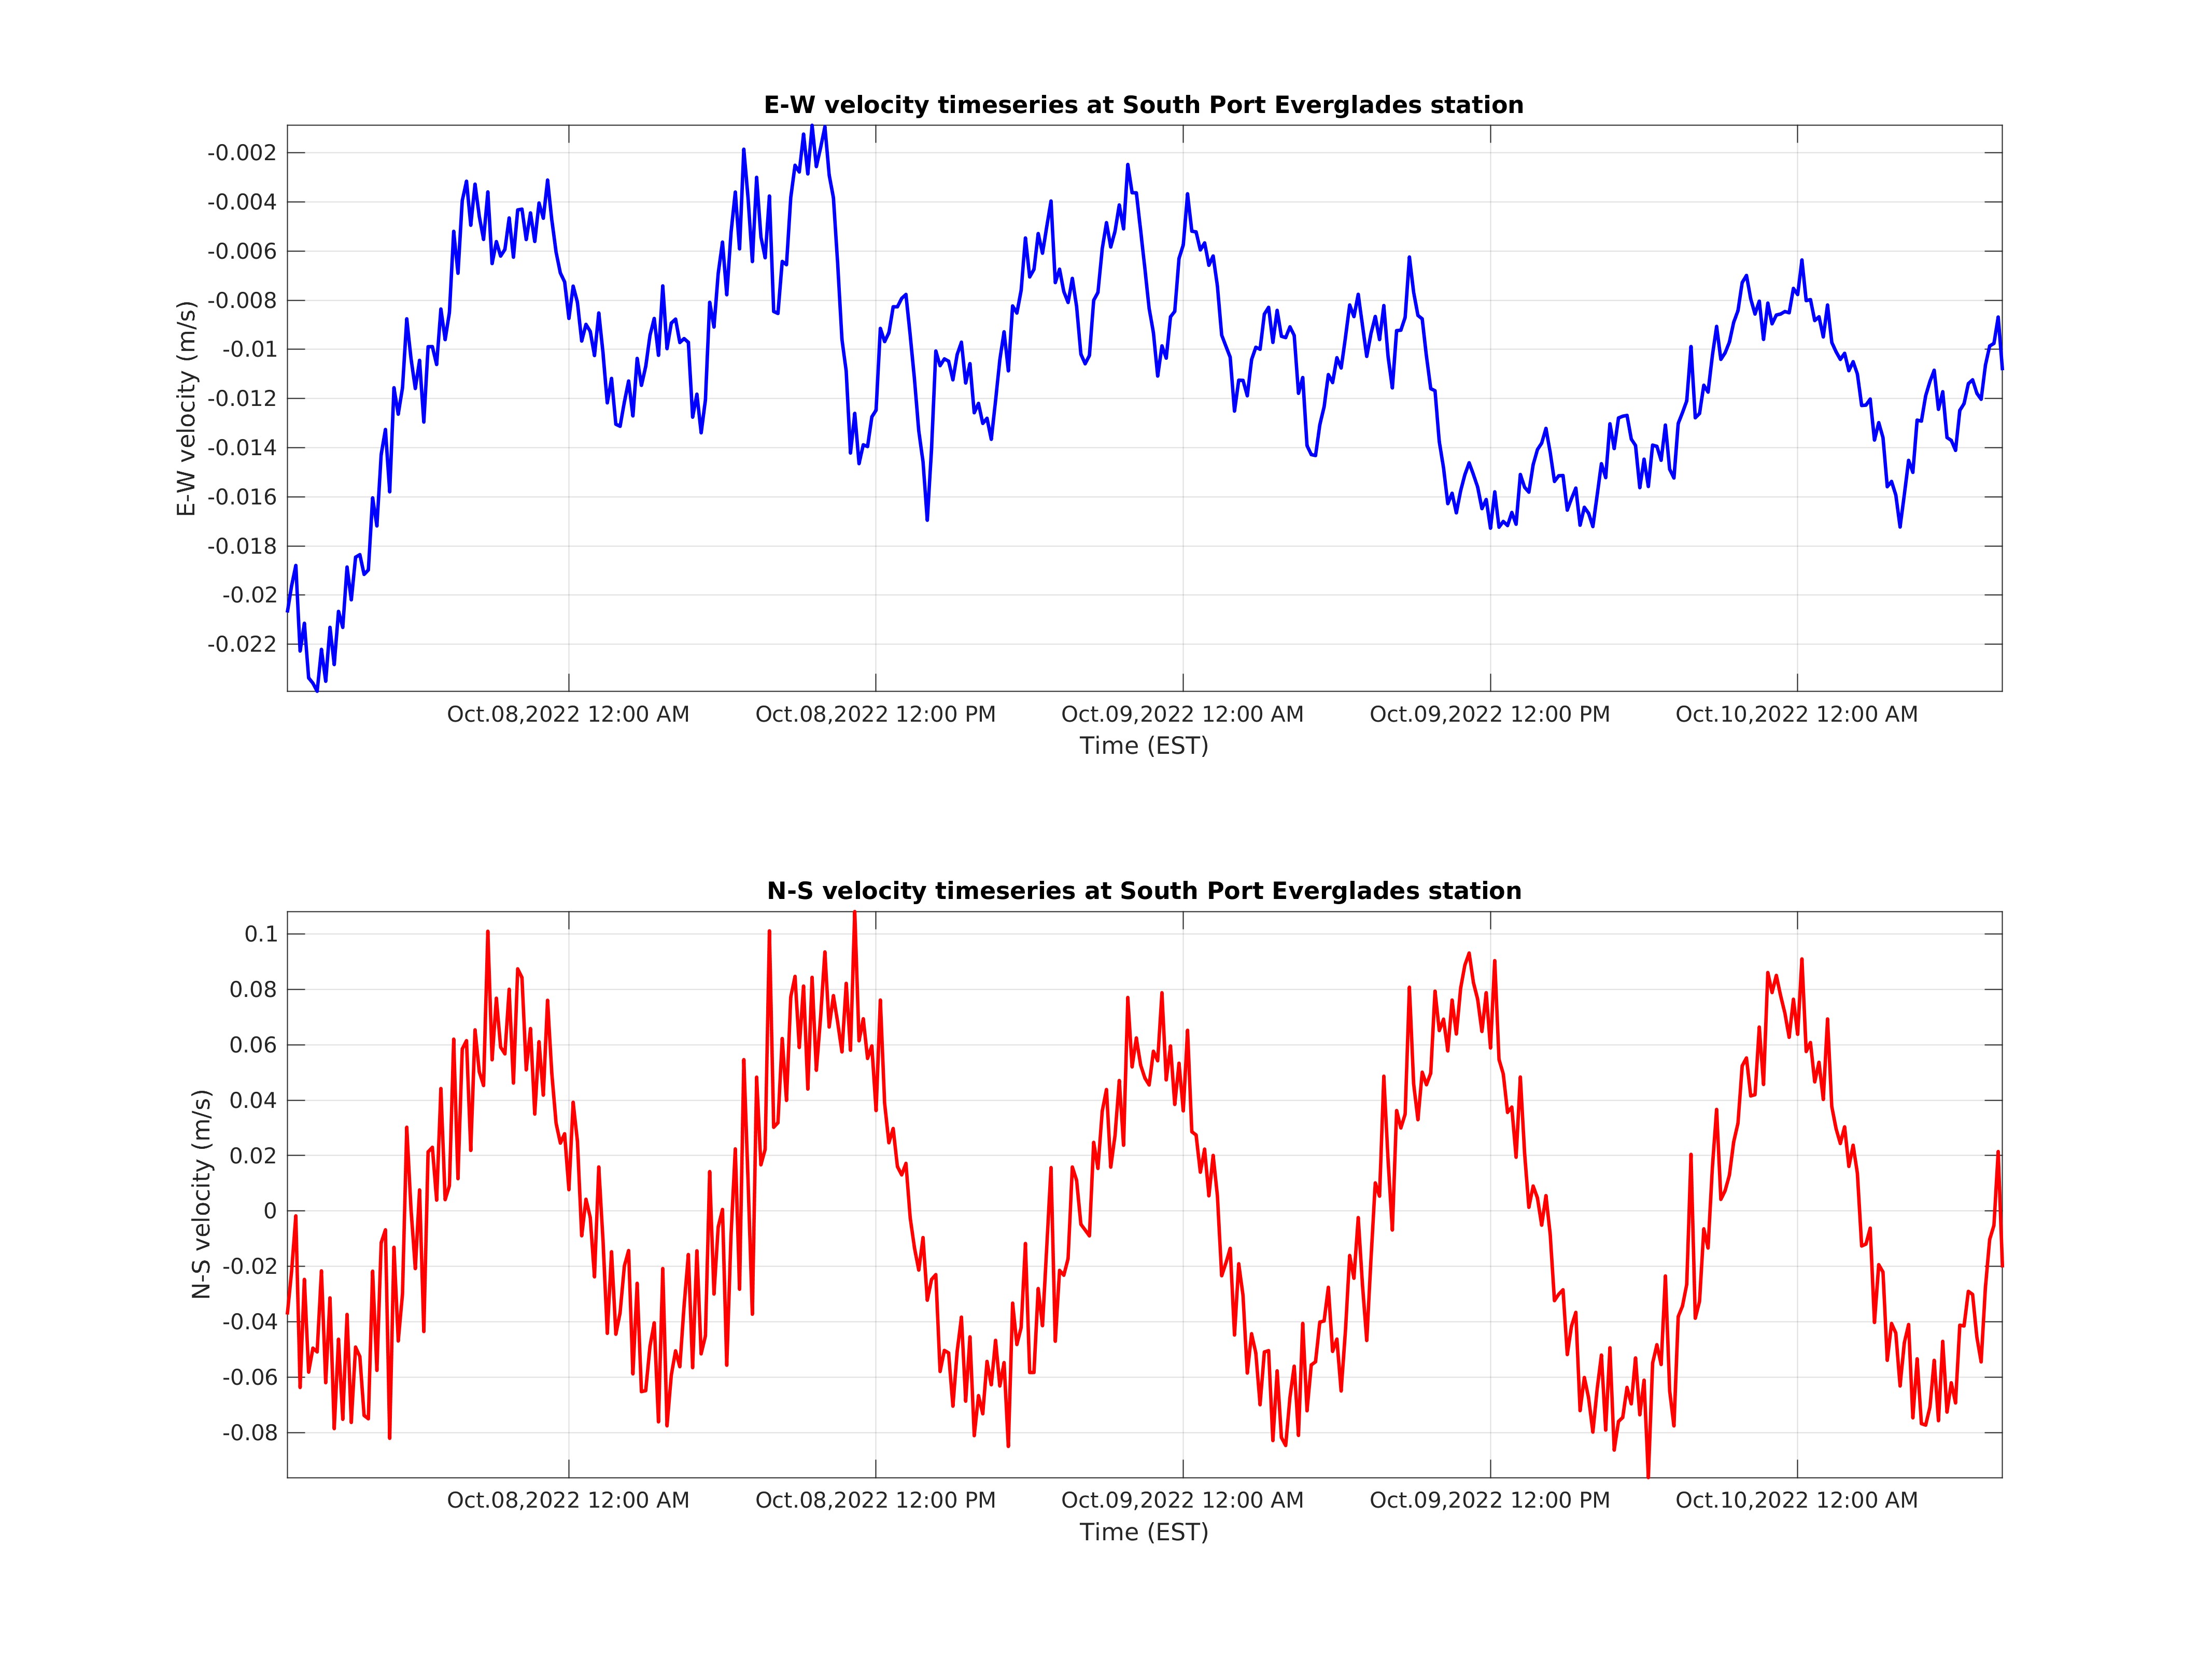 E-W velocity timeseries at South Port Everglades station
-0.002
-0.004
-0.006
-0.008
-0.01
-0.012
-0.014
-0.016
-0.018
-0.02
-0.022
E-W velocity (m/s)
Oct.08,2022 12:00 AM
Oct.08,2022 12:00 PM
Oct.09,2022 12:00 AM
Oct.09,2022 12:00 PM
Oct.10,2022 12:00 AM
Time (EST)
N-S velocity timeseries at South Port Everglades station
0.1
0.08
0.06
0.04
0.02
0
-0.02
-0.04
-0.06
-0.08
N-S velocity (m/s)
Oct.08,2022 12:00 AM
Oct.08,2022 12:00 PM
Oct.09,2022 12:00 AM
Oct.09,2022 12:00 PM
Oct.10,2022 12:00 AM
Time (EST)